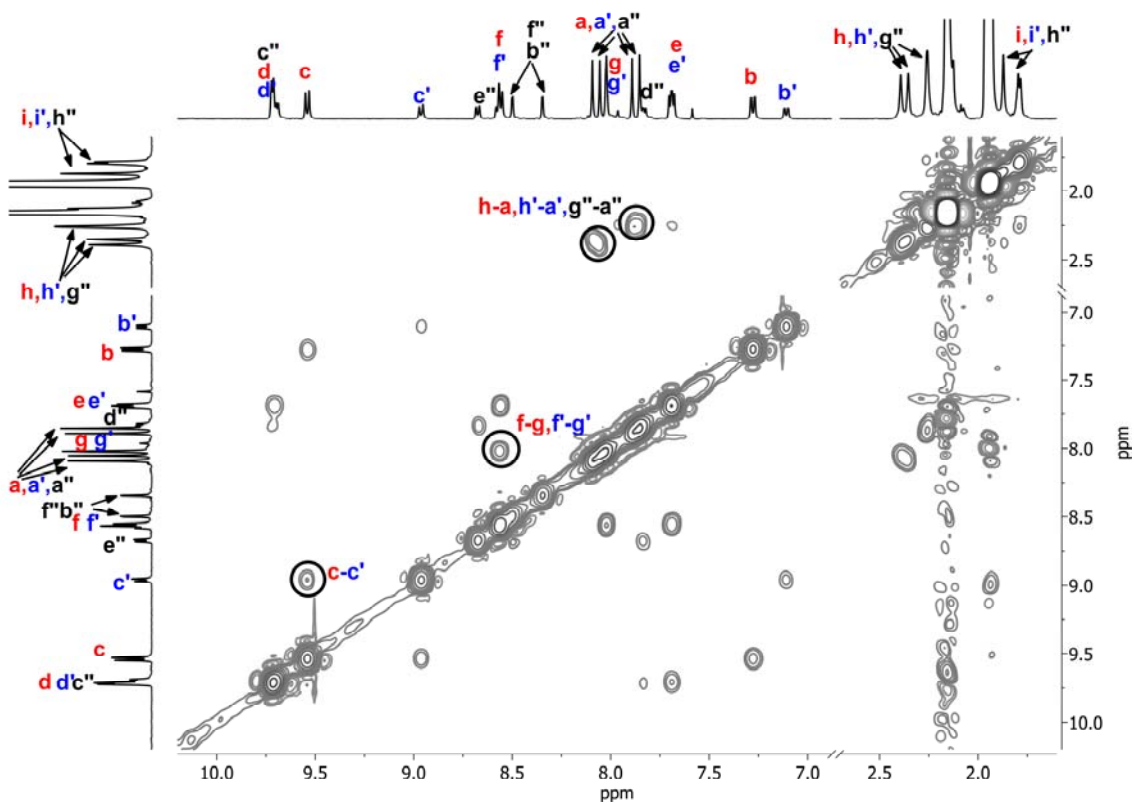 c" f" a,a',a"
d c f b" e h,h',g" i,i',h"
d' f' g b
c' e" g' d" e' b'
i,i',h"
h-a,h'-a',g"-a"
h,h',g"
b'
b
e e'
d"
g g'
f-g,f'-g'
a,a',a"
f"b"
f f'
e"
c'
c-c'
c
d d'c"
2.0
2.5
7.0
7.5
8.0
8.5
9.0
9.5
10.0
ppm
10.0 9.5 9.0 8.5 8.0 7.5 7.0 2.5 2.0
ppm ppm